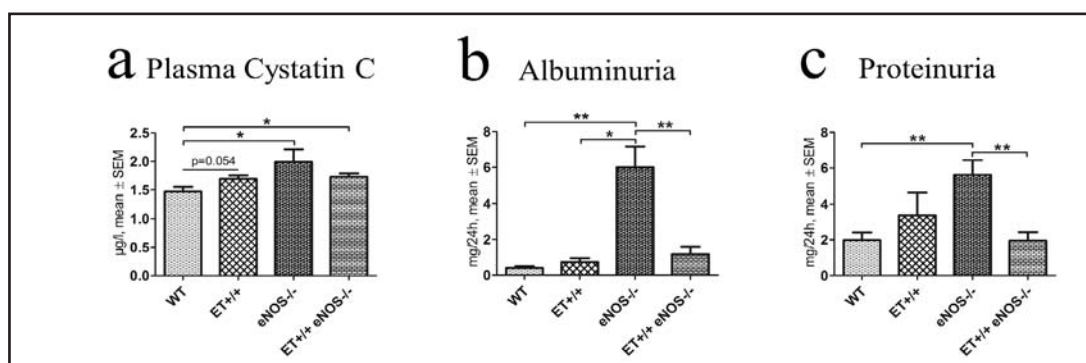 a Plasma Cystatin C
µg/l, mean ± SEM
2.5
2.0
1.5
1.0
0.5
0.0
*
*
p=0.054
WT
ET+/+
eNOS-/-
ET+/+ eNOS-/-
b Albuminuria
mg/24h, mean ± SEM
8
6
4
2
0
**
*
**
WT
ET+/+
eNOS-/-
ET+/+ eNOS-/-
c Proteinuria
mg/24h, mean ± SEM
8
6
4
2
0
**
**
WT
ET+/+
eNOS-/-
ET+/+ eNOS-/-